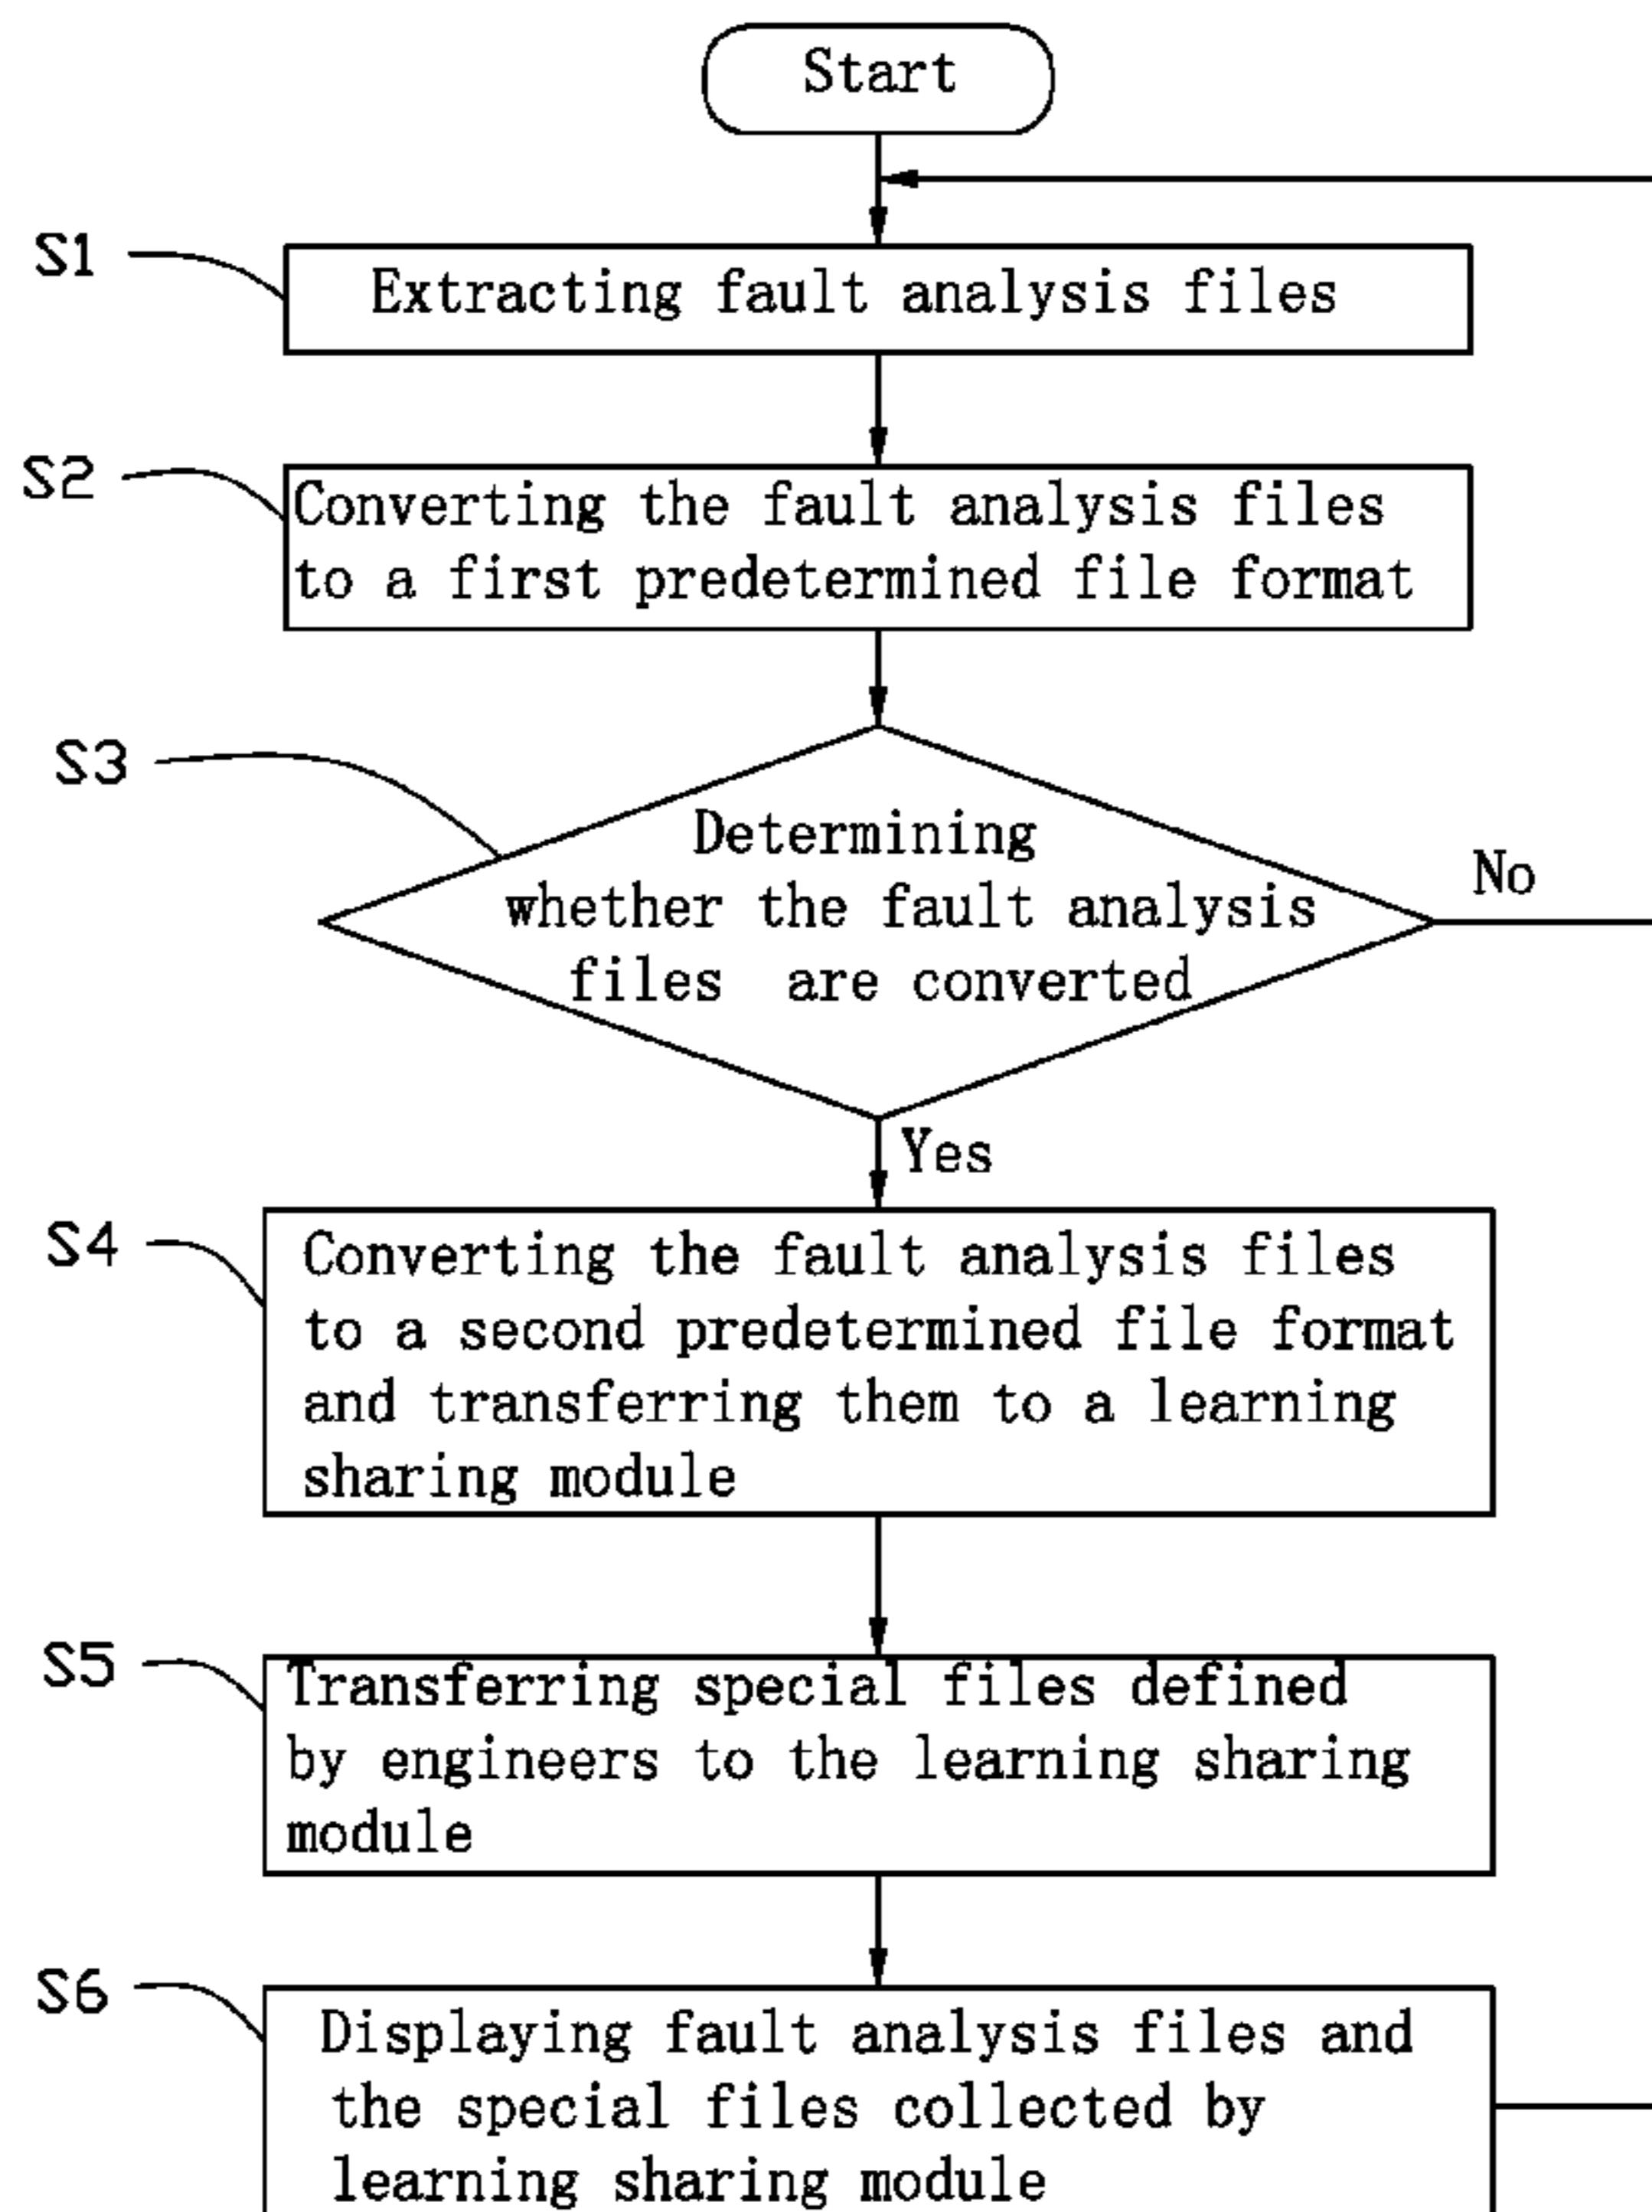 Start
S1
Extracting fault analysis files
S2
Converting the fault analysis files
to a first predetermined file format
S3
Determining
whether the fault analysis
files are converted
No
Yes
S4
Converting the fault analysis files
to a second predetermined file format
and transferring them to a learning
sharing module
S5
Transferring special files defined
by engineers to the learning sharing
module
S6
Displaying fault analysis files and
the special files collected by
learning sharing module